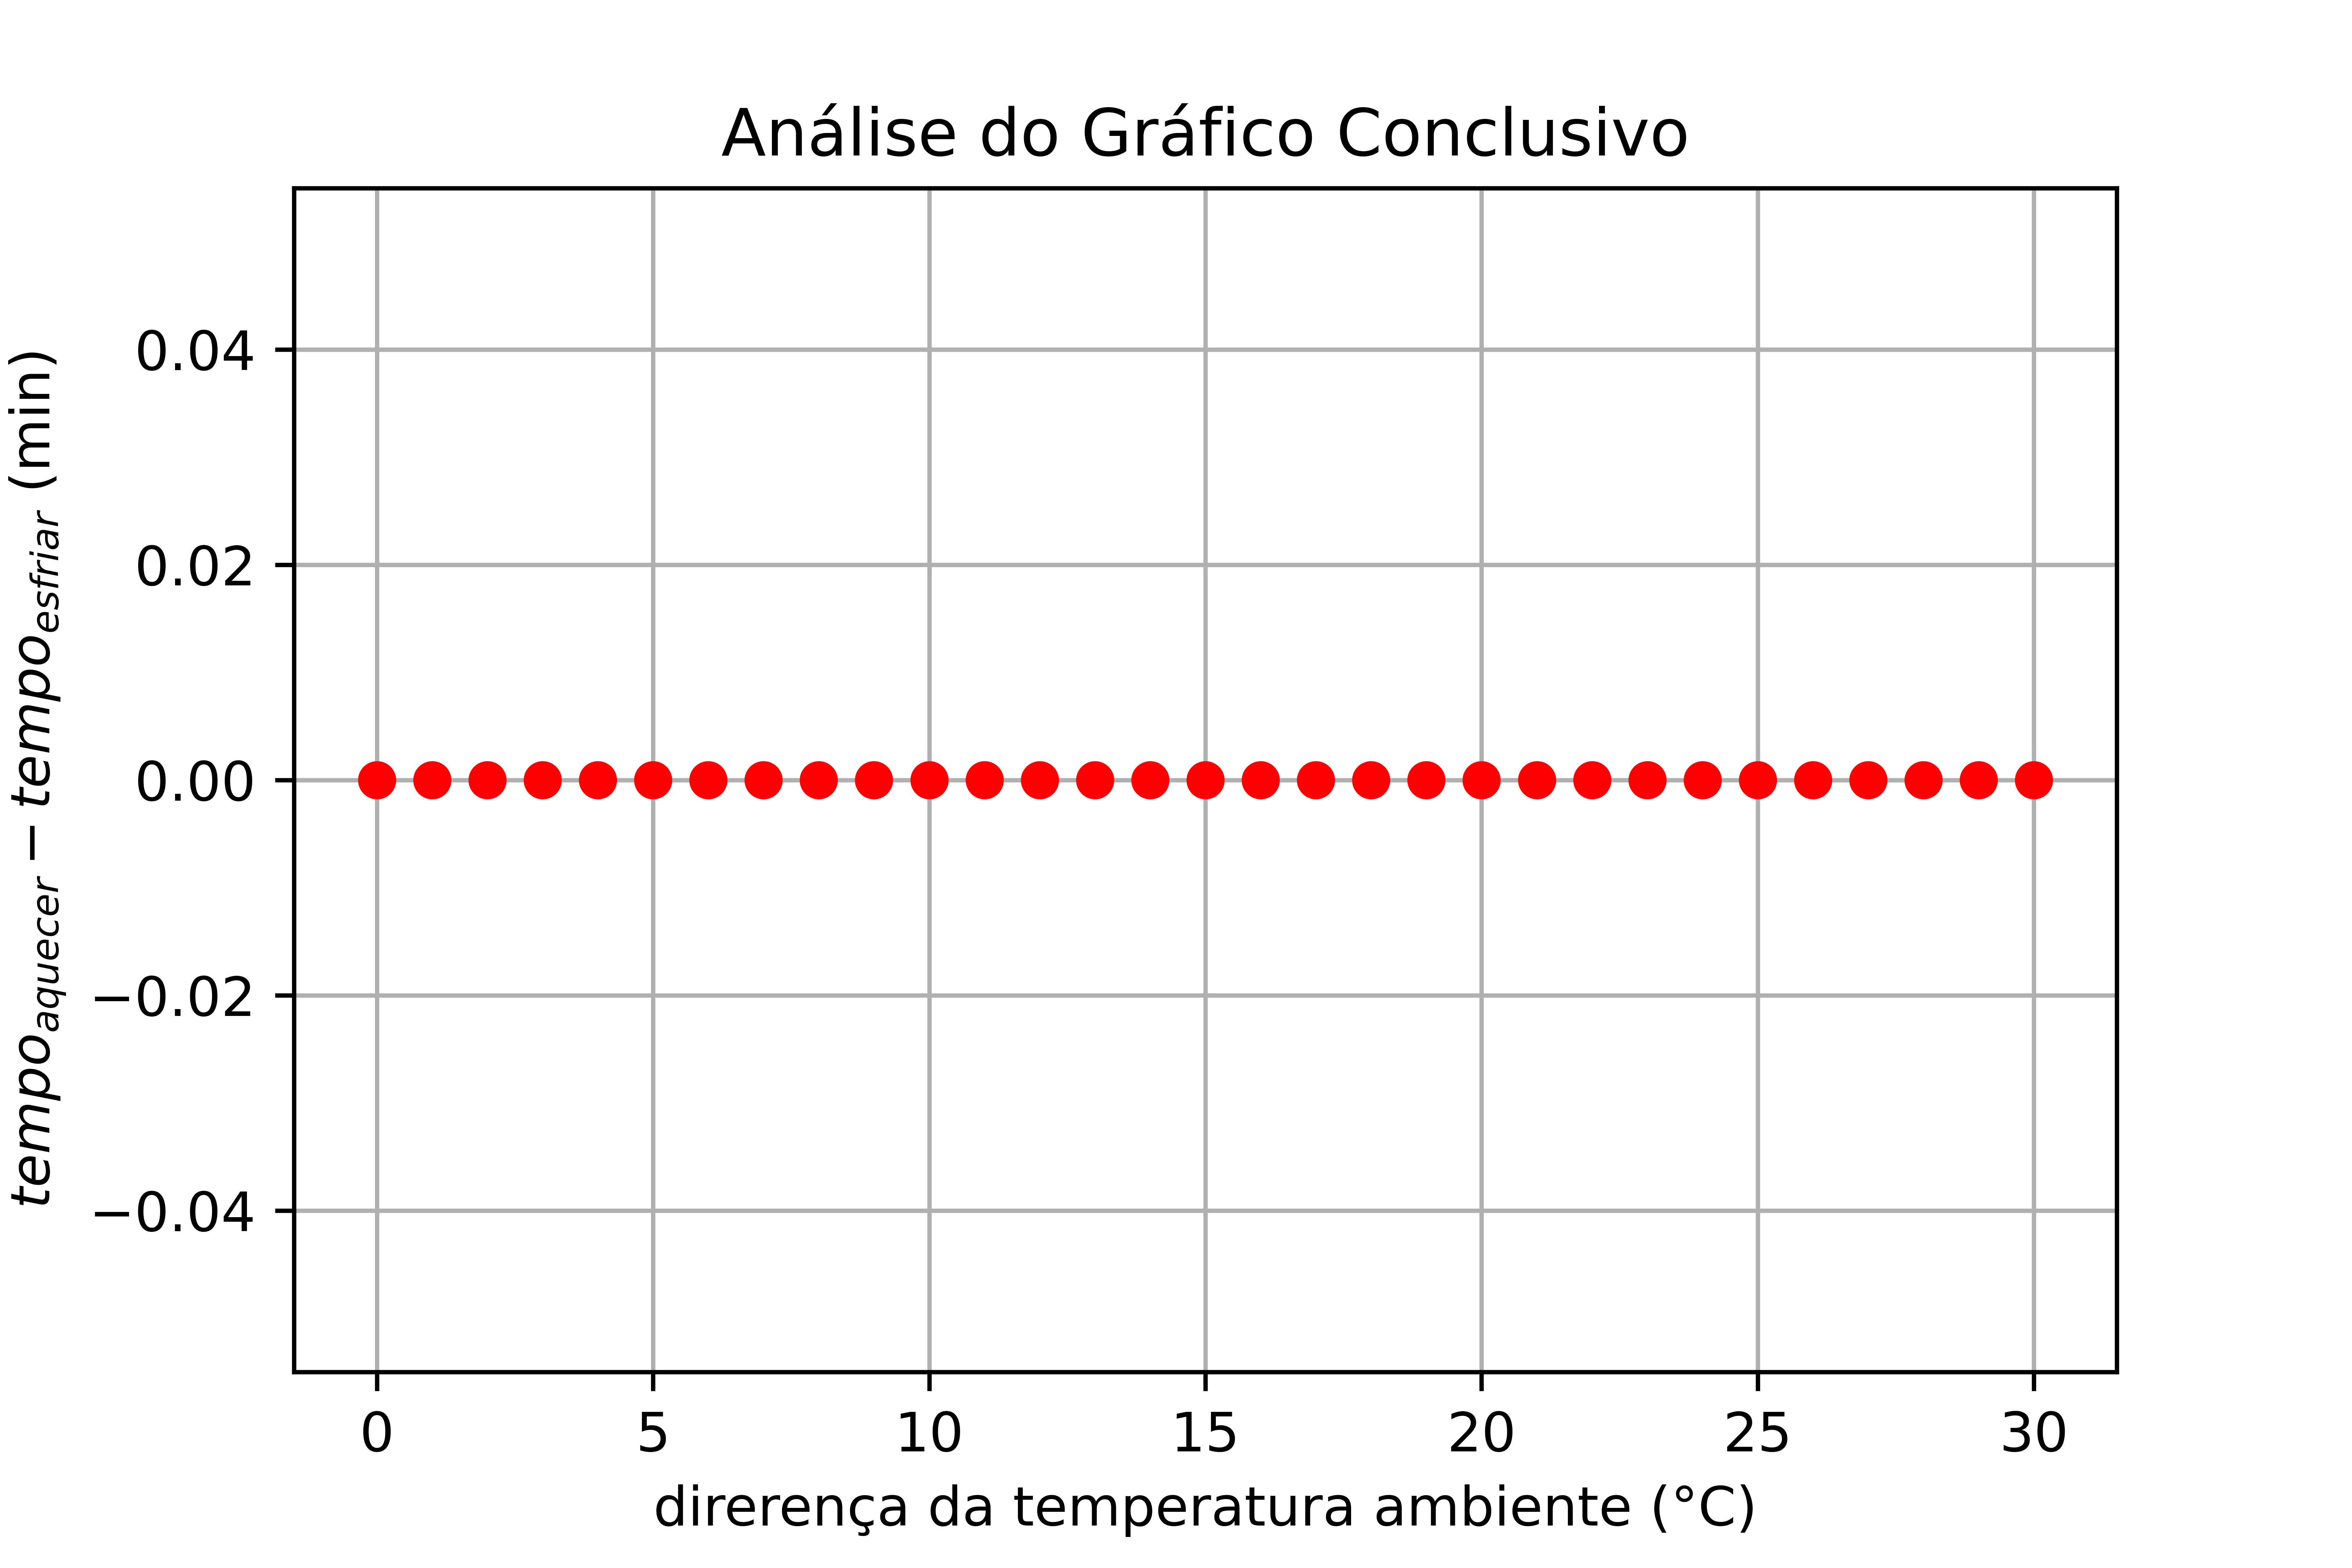 Análise do Gráfico Conclusivo
tempo_aquecer − tempo_esfriar (min)
0.04
0.02
0.00
−0.02
−0.04
0 5 10 15 20 25 30
direrença da temperatura ambiente (°C)